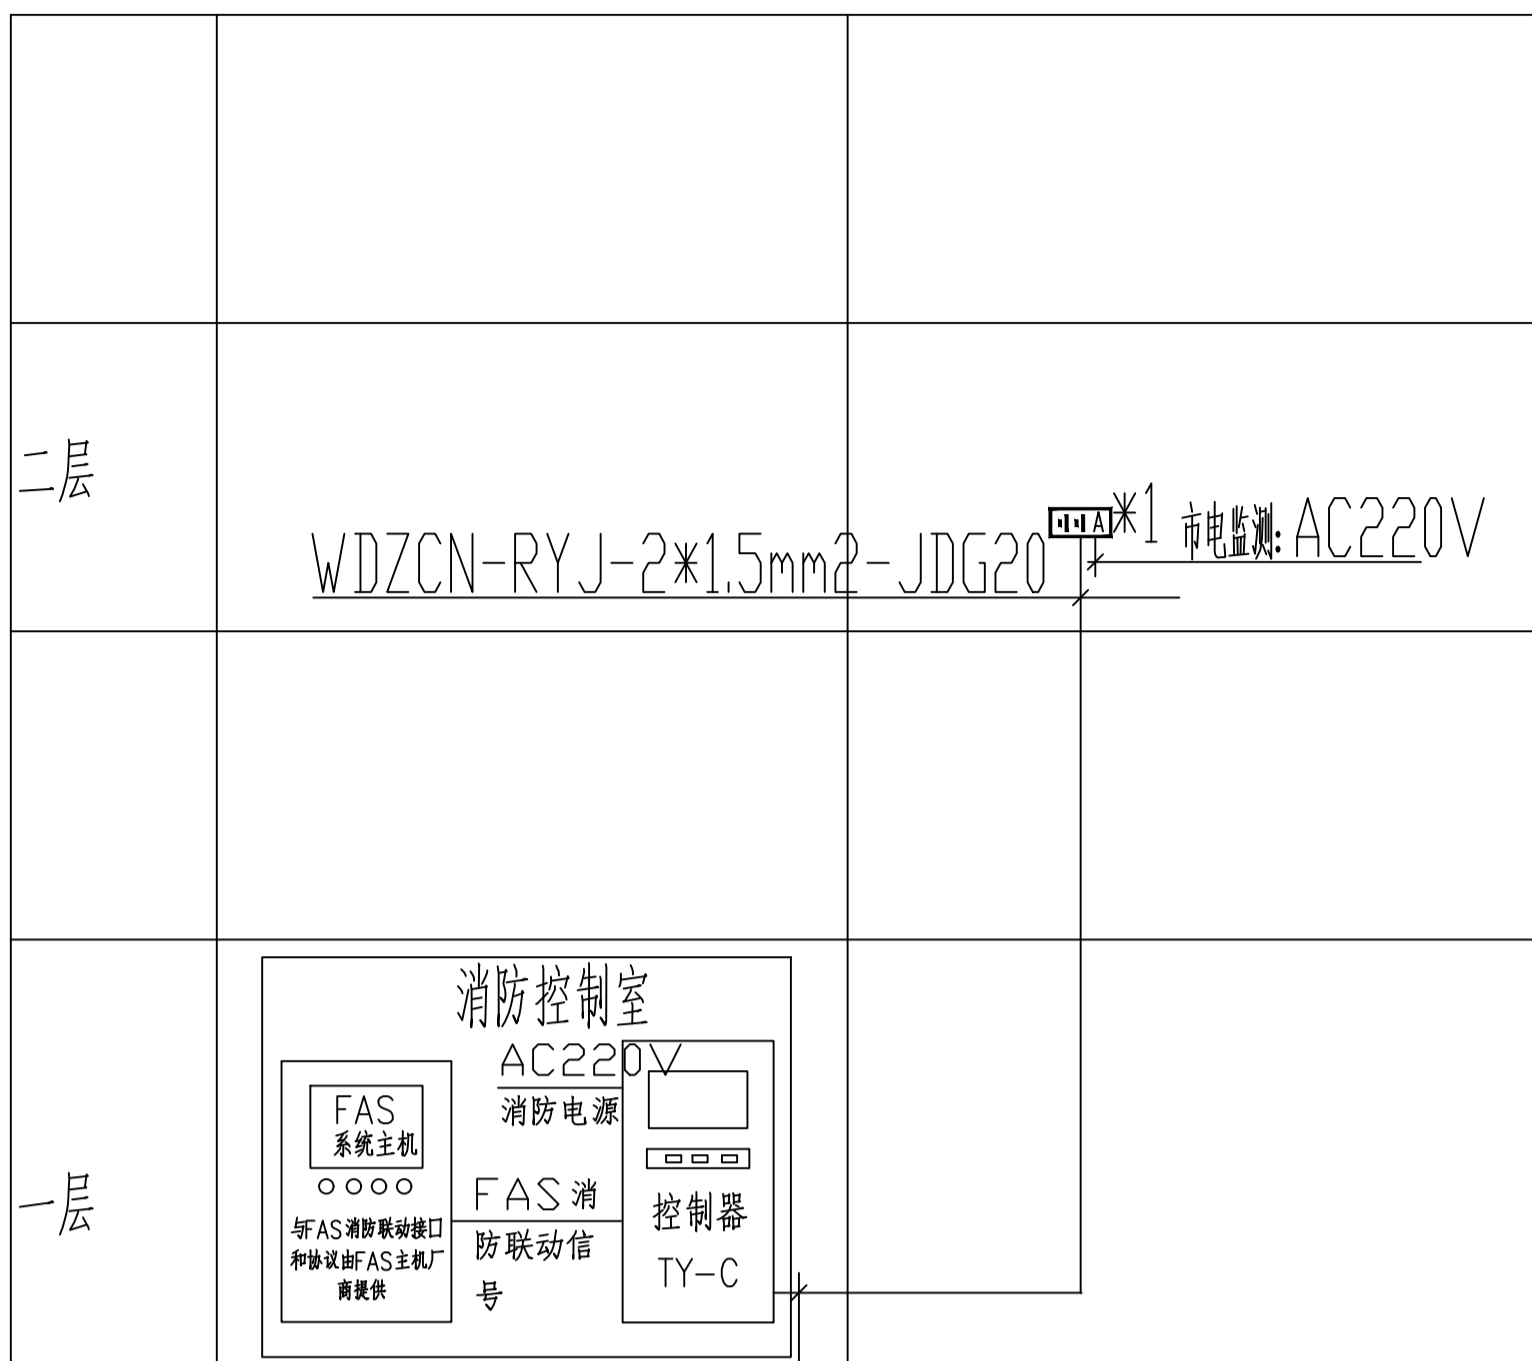 二层
WDZCN-RYJ-2*1.5mm2-JDG20
A
*1
市电监测:AC220V
一层
消防控制室
AC220V
消防电源
FAS
系统主机
与FAS消防联动接口
和协议由FAS主机厂
商提供
FAS消
防联动信
号
控制器
TY-C